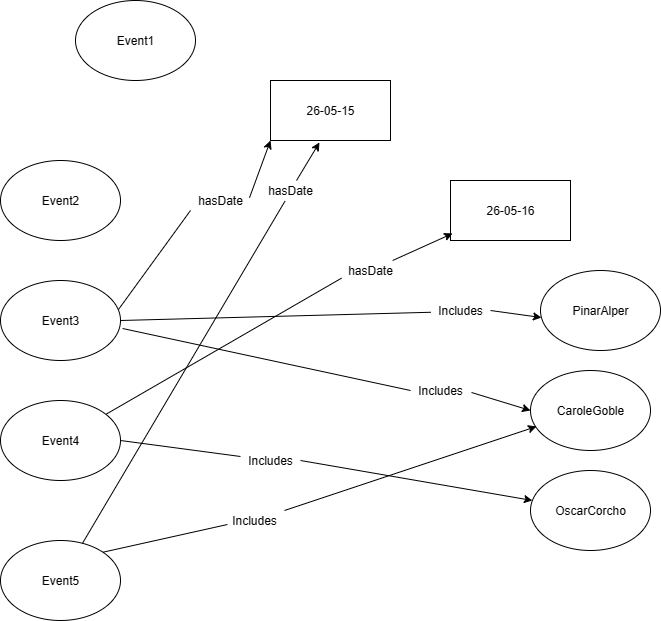 Event1
26-05-15
hasDate
hasDate
Event2
26-05-16
hasDate
Event3
Includes
PinarAlper
Includes
CaroleGoble
Event4
Includes
OscarCorcho
Includes
Event5